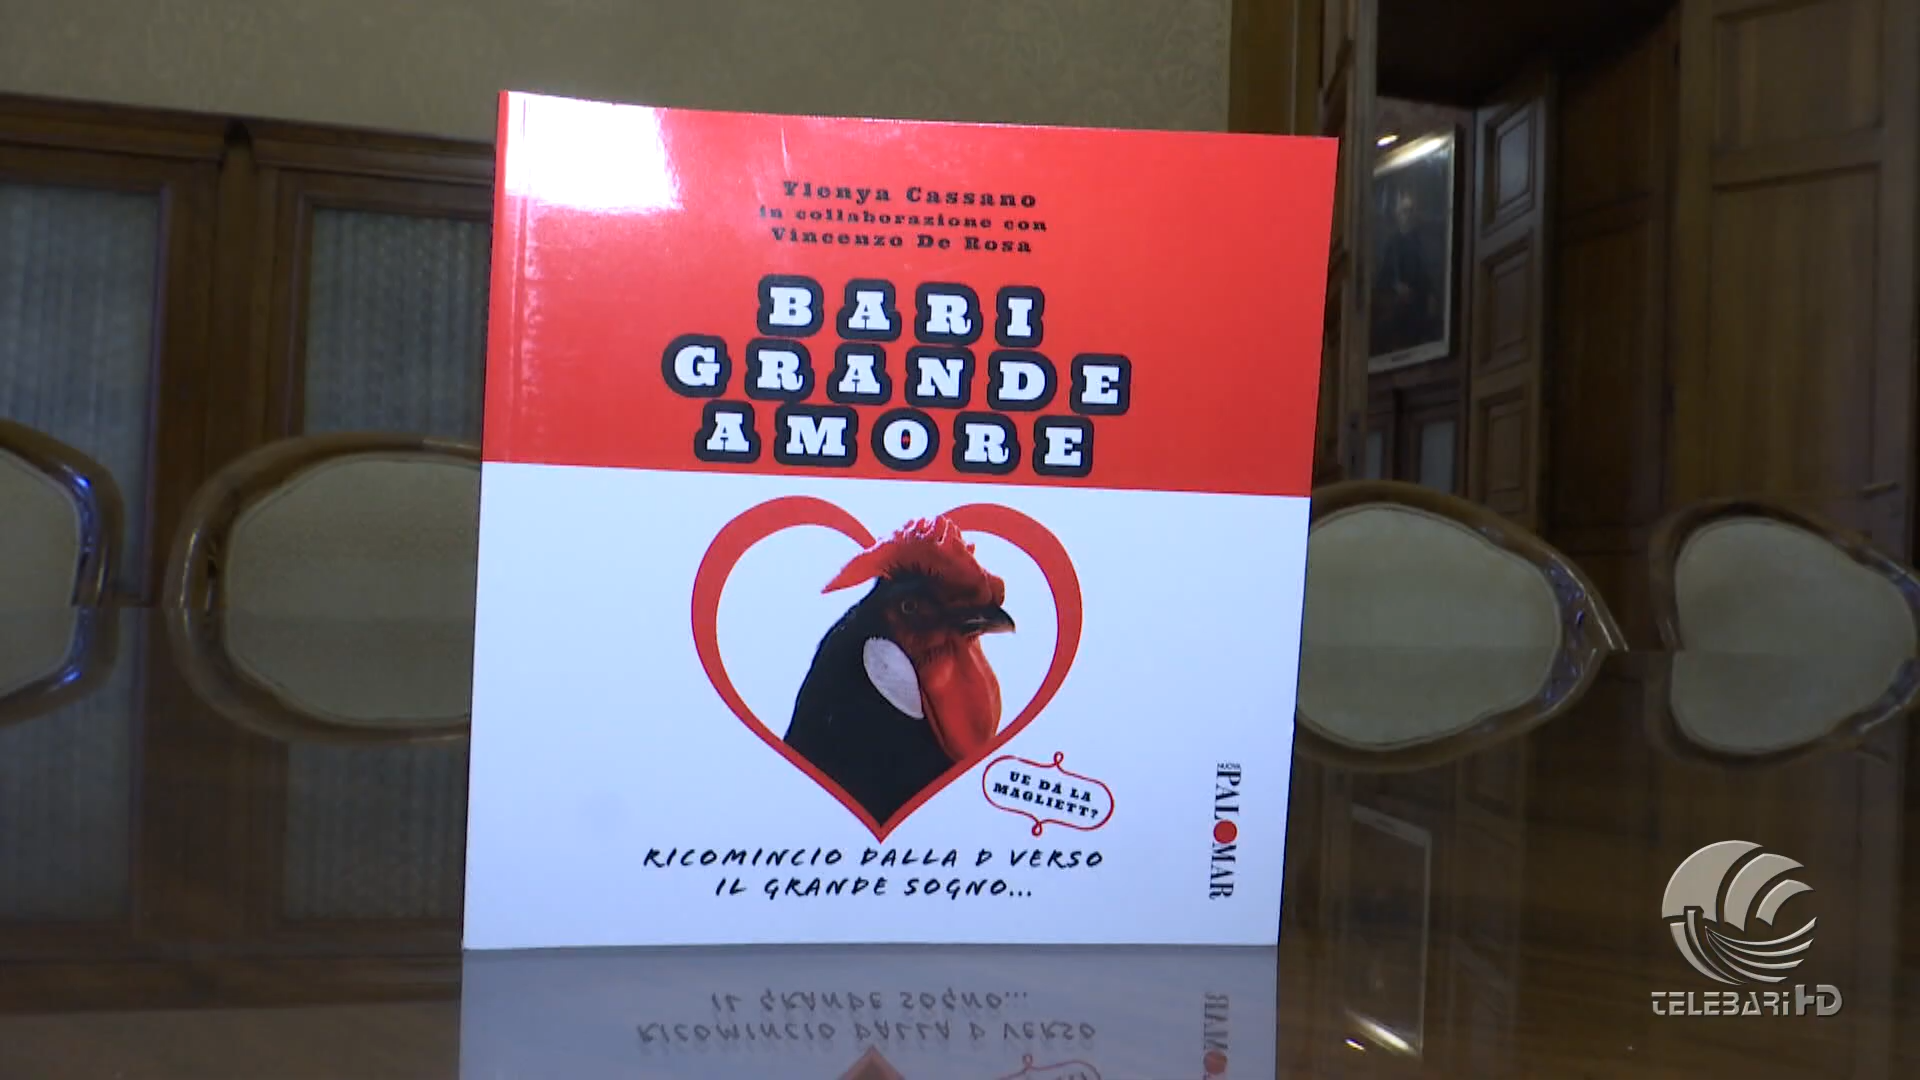 Ylenya Cassano
in collaborazione con
Vincenzo De Rosa
BARI
GRANDE
AMORE
UE DÁ LA
MAGLIETT?
RICOMINCIO DALLA D VERSO
IL GRANDE SOGNO...
NUOVA
PALOMAR
TELEBARI HD